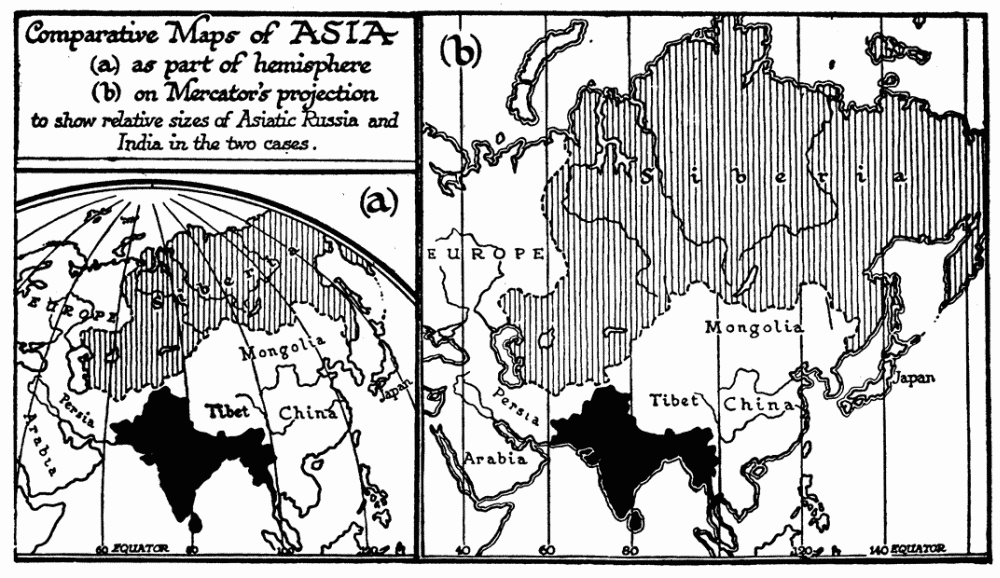 Comparative Maps of ASIA
(a) as part of hemisphere
(b) on Mercator's projection
to show relative sizes of Asiatic Russia and
India in the two cases.
(a)
Siberia
EUROPE
Mongolia
Japan
Persia
Tibet
China
Arabia
60 EQUATOR 80 100 120
(b)
Siberia
EUROPE
Mongolia
Japan
Persia
Tibet
China
Arabia
40 60 80 120 140 EQUATOR